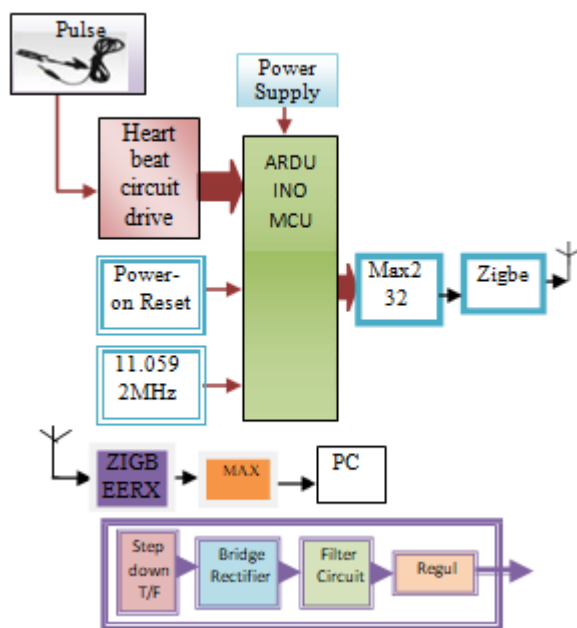 Pulse
Power
Supply
Heart
beat
circuit
drive
ARDU
INO
MCU
Power-
on Reset
Max2
32
Zigbe
11.059
2MHz
ZIGB
EERX
MAX
PC
Step
down
T/F
Bridge
Rectifier
Filter
Circuit
Regul